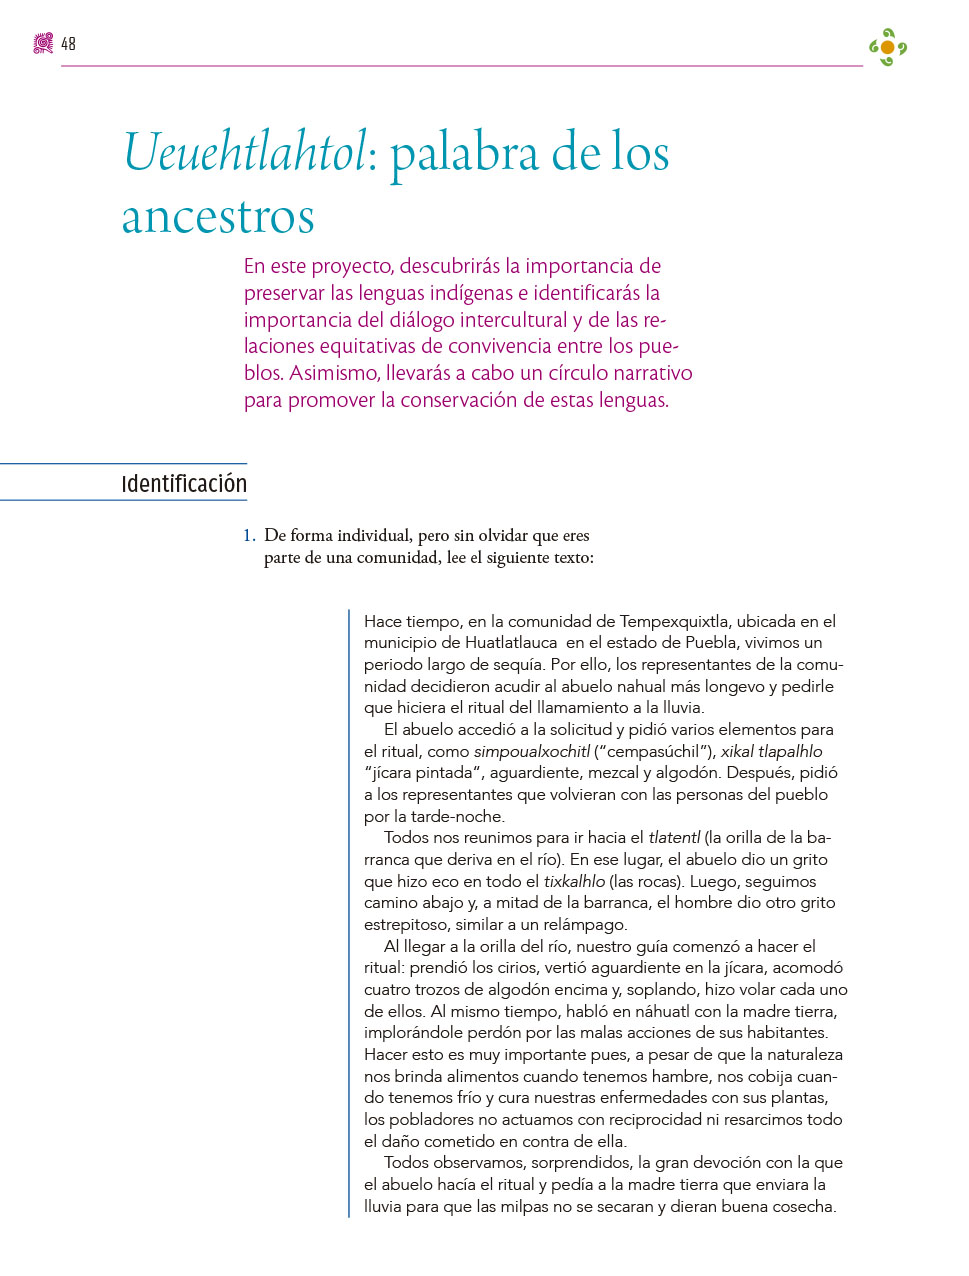 48
Ueuehtlahtol: palabra de los
ancestros
En este proyecto, descubrirás la importancia de
preservar las lenguas indígenas e identificarás la
importancia del diálogo intercultural y de las re-
laciones equitativas de convivencia entre los pue-
blos. Asimismo, llevarás a cabo un círculo narrativo
para promover la conservación de estas lenguas.
Identificación
1. De forma individual, pero sin olvidar que eres
parte de una comunidad, lee el siguiente texto:
Hace tiempo, en la comunidad de Tempexquixtla, ubicada en el
municipio de Huatlatlauca  en el estado de Puebla, vivimos un
periodo largo de sequía. Por ello, los representantes de la comu-
nidad decidieron acudir al abuelo nahual más longevo y pedirle
que hiciera el ritual del llamamiento a la lluvia.
El abuelo accedió a la solicitud y pidió varios elementos para
el ritual, como simpoualxochitl (“cempasúchil”), xikal tlapalhlo
“jícara pintada“, aguardiente, mezcal y algodón. Después, pidió
a los representantes que volvieran con las personas del pueblo
por la tarde-noche.
Todos nos reunimos para ir hacia el tlatentl (la orilla de la ba-
rranca que deriva en el río). En ese lugar, el abuelo dio un grito
que hizo eco en todo el tixkalhlo (las rocas). Luego, seguimos
camino abajo y, a mitad de la barranca, el hombre dio otro grito
estrepitoso, similar a un relámpago.
Al llegar a la orilla del río, nuestro guía comenzó a hacer el
ritual: prendió los cirios, vertió aguardiente en la jícara, acomodó
cuatro trozos de algodón encima y, soplando, hizo volar cada uno
de ellos. Al mismo tiempo, habló en náhuatl con la madre tierra,
implorándole perdón por las malas acciones de sus habitantes.
Hacer esto es muy importante pues, a pesar de que la naturaleza
nos brinda alimentos cuando tenemos hambre, nos cobija cuan-
do tenemos frío y cura nuestras enfermedades con sus plantas,
los pobladores no actuamos con reciprocidad ni resarcimos todo
el daño cometido en contra de ella.
Todos observamos, sorprendidos, la gran devoción con la que
el abuelo hacía el ritual y pedía a la madre tierra que enviara la
lluvia para que las milpas no se secaran y dieran buena cosecha.